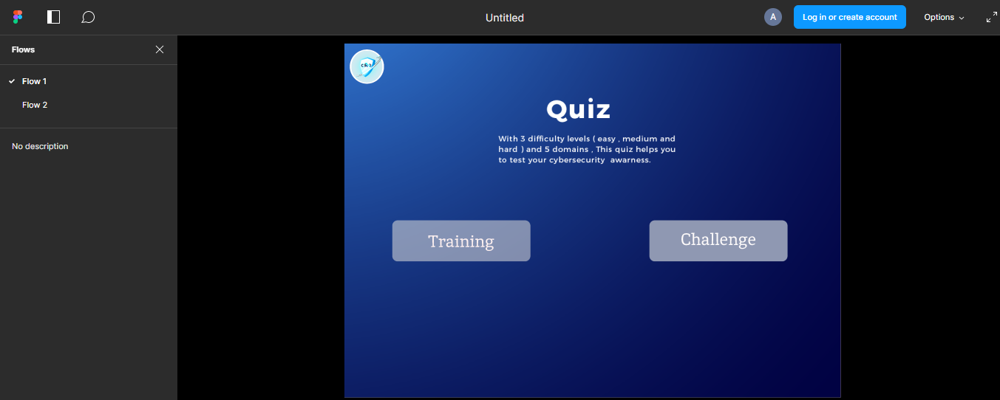 Untitled
A
Log in or create account
Options
Flows
Flow 1
Flow 2
No description
Quiz
With 3 difficulty levels ( easy , medium and
hard ) and 5 domains , This quiz helps you
to test your cybersecurity awarness.
Training
Challenge